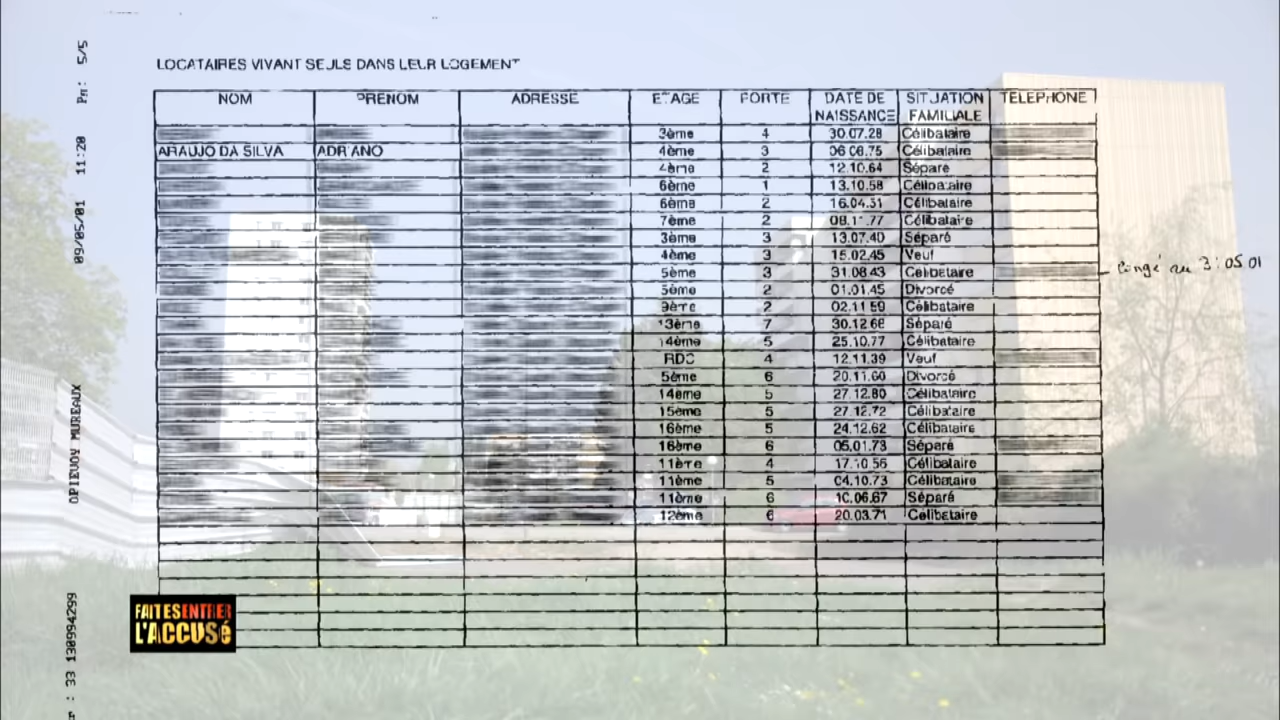 LOCATAIRES VIVANT SEULS DANS LEUR LOGEMENT
NOM PRENOM ADRESSE ETAGE PORTE DATE DE NAISSANCE SITUATION FAMILIALE TELEPHONE
3ème 4 30.07.28 Célibataire
ARAUJO DA SILVA ADRIANO 4ème 3 06.08.75 Célibataire
4ème 2 12.10.64 Séparé
6ème 1 13.10.58 Célibataire
6ème 2 16.04.51 Célibataire
7ème 2 08.11.77 Célibataire
3ème 3 13.07.40 Séparé
4ème 3 15.02.45 Veuf
5ème 3 31.08.43 Célibataire congé au 31.05.01
5ème 2 01.01.45 Divorcé
9ème 2 02.11.59 Célibataire
13ème 7 30.12.66 Séparé
14ème 5 25.10.77 Célibataire
RDC 4 12.11.39 Veuf
5ème 6 20.11.60 Divorcé
14ème 5 27.12.80 Célibataire
15ème 5 27.12.72 Célibataire
16ème 5 24.12.62 Célibataire
16ème 6 05.01.73 Séparé
11ème 4 17.10.56 Célibataire
11ème 5 04.10.73 Célibataire
11ème 6 10.06.67 Séparé
12ème 6 20.03.71 Célibataire
: 33 130994299 OPIEVOY MUREAUX 09/05/01 11:20 Pg: 5/5
FAITES ENTRER
L'ACCUSÉ